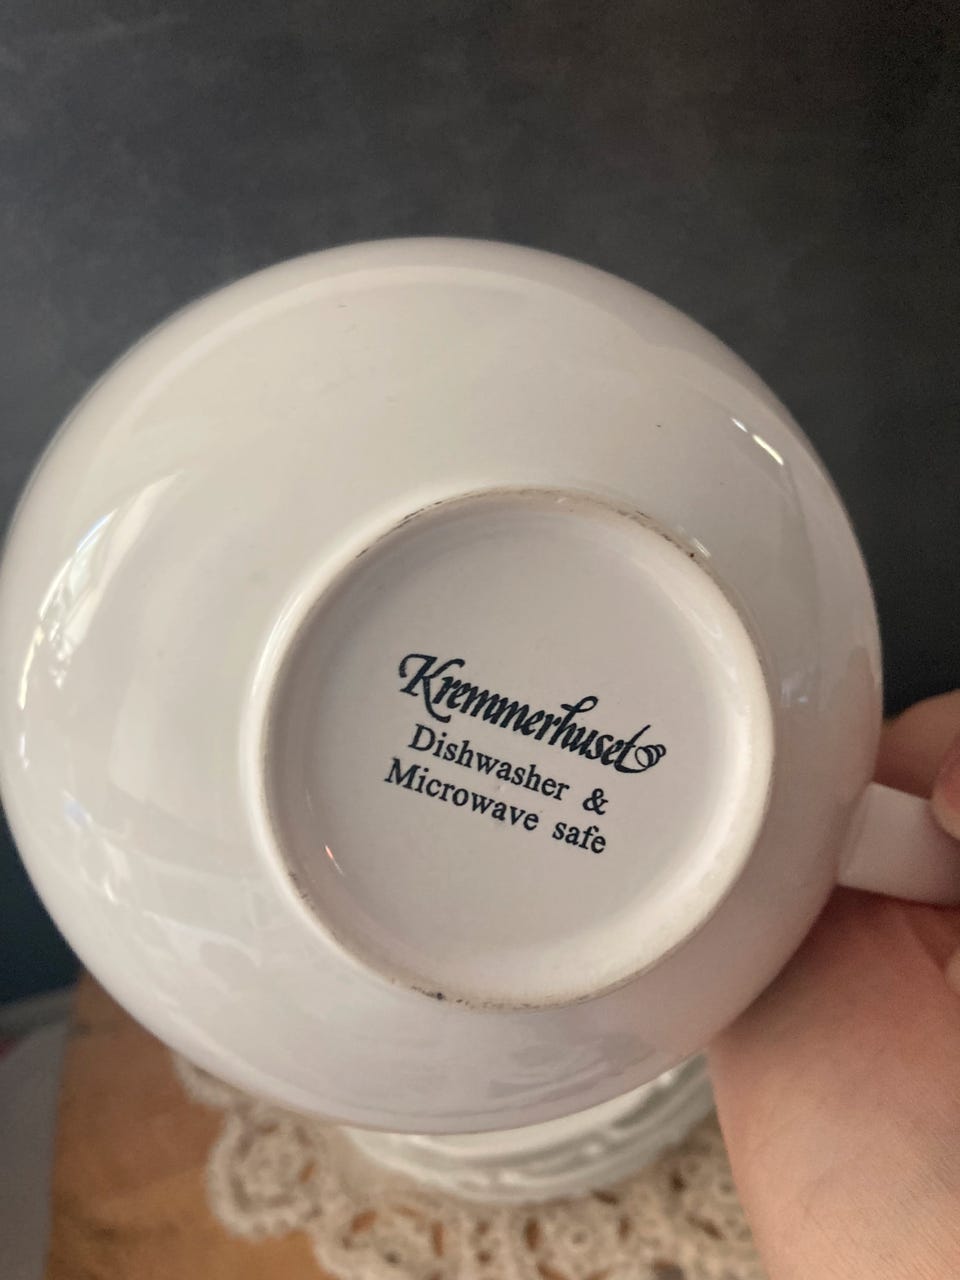 Kremmerhuset
Dishwasher &
Microwave safe